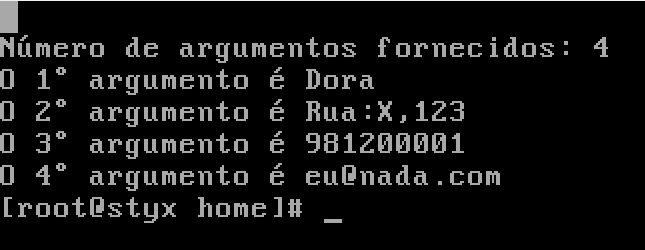 Número de argumentos fornecidos: 4
O 1° argumento é Dora
O 2° argumento é Rua:X,123
O 3° argumento é 981200001
O 4° argumento é eu@nada.com
[root@styx home]# _